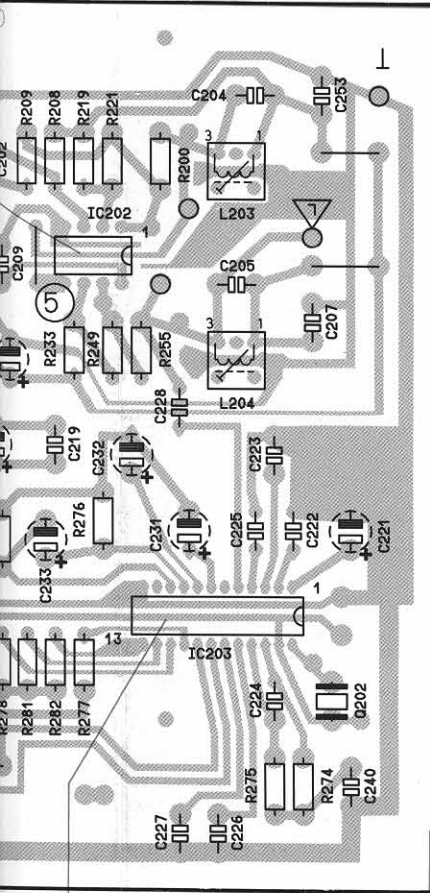 R209
R208
R219
R221
C204
C253
C202
R200
3
1
IC202
1
L203
C209
5
C205
R233
R249
R255
3
1
C207
C228
L204
C219
C232
C223
R276
C231
C225
C222
C221
C233
1
13
IC203
R278
R281
R282
R277
C224
Q202
R275
R274
C240
C227
C226